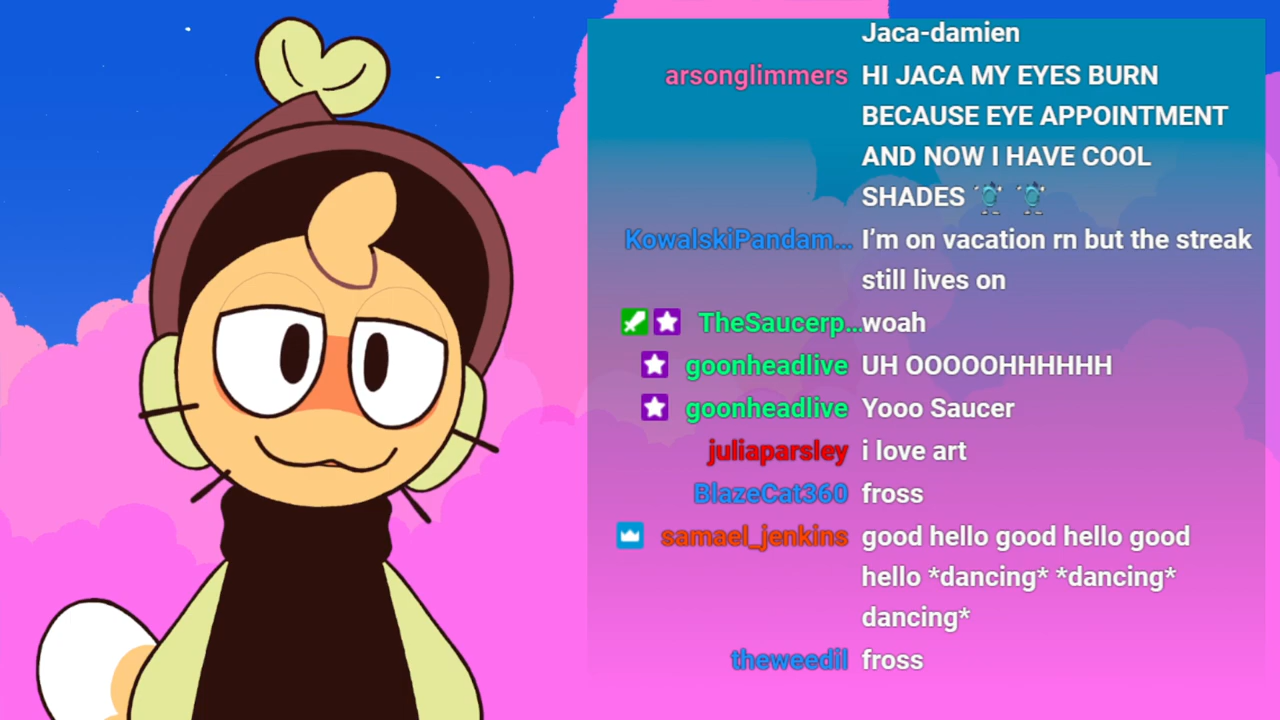 Jaca-damien
arsonglimmers HI JACA MY EYES BURN
BECAUSE EYE APPOINTMENT
AND NOW I HAVE COOL
SHADES
KowalskiPandam... I'm on vacation rn but the streak
still lives on
TheSaucerp... woah
goonheadlive UH OOOOOHHHHHH
goonheadlive Yooo Saucer
juliaparsley i love art
BlazeCat360 fross
samael_jenkins good hello good hello good
hello *dancing* *dancing*
dancing*
theweedil fross